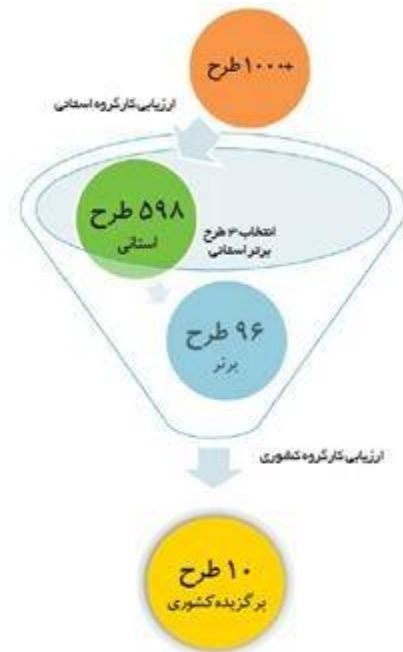 +۱۰۰۰ طرح
ارزیابی کارگروه استانی
۵۹۸ طرح
استانی
انتخاب ۳ طرح
برتر استانی
۹۶ طرح
برتر
ارزیابی کارگروه کشوری
۱۰ طرح
برگزیده کشوری